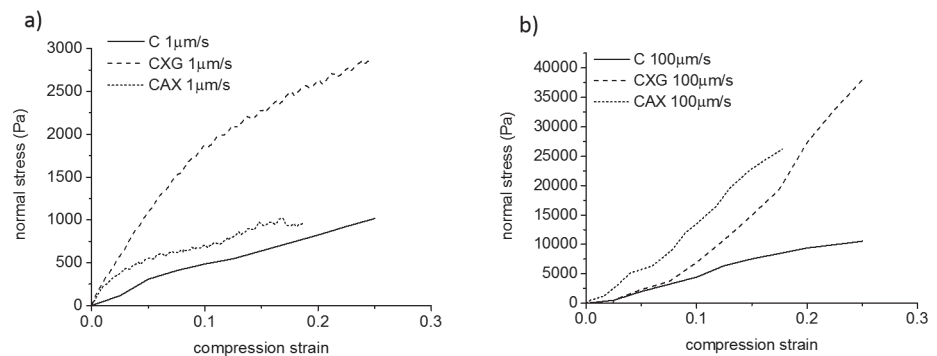 a)
C 1μm/s
CXG 1μm/s
CAX 1μm/s
3000
2500
2000
1500
1000
500
0
normal stress (Pa)
0.0 0.1 0.2 0.3
compression strain
b)
C 100μm/s
CXG 100μm/s
CAX 100μm/s
40000
35000
30000
25000
20000
15000
10000
5000
0
normal stress (Pa)
0.0 0.1 0.2 0.3
compression strain